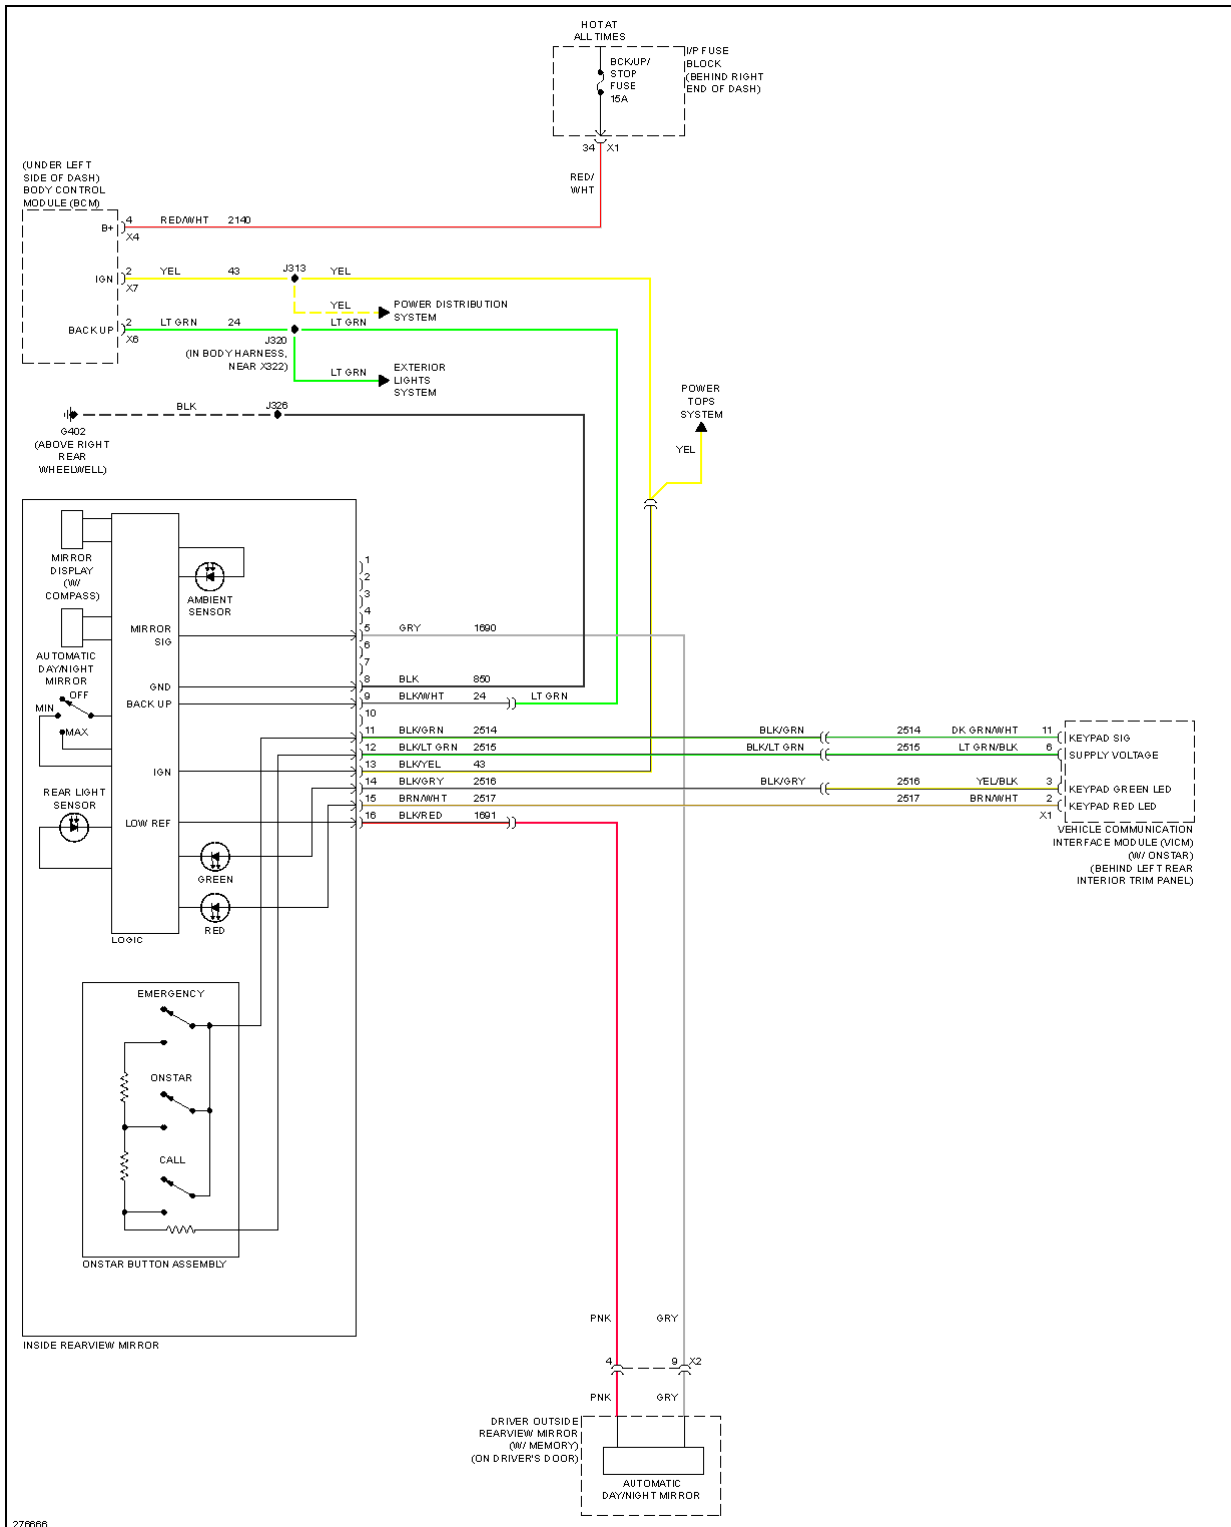 HOT AT
ALL TIMES
BCK/UP/
STOP
FUSE
15A
I/P FUSE
BLOCK
(BEHIND RIGHT
END OF DASH)
34 X1
RED/
WHT
(UNDER LEFT
SIDE OF DASH)
BODY CONTROL
MODULE (BCM)
B+ 4 RED/WHT 2140
X4
IGN 2 YEL 43 J313 YEL
X7
YEL POWER DISTRIBUTION
SYSTEM
BACK UP 2 LT GRN 24 LT GRN
X6 J320
(IN BODY HARNESS,
NEAR X322)
LT GRN EXTERIOR
LIGHTS
SYSTEM
POWER
TOPS
SYSTEM
YEL
BLK J326
G402
(ABOVE RIGHT
REAR
WHEELWELL)
MIRROR
DISPLAY
(W/
COMPASS)
AMBIENT
SENSOR
AUTOMATIC
DAY/NIGHT
MIRROR
OFF
MIN
MAX
REAR LIGHT
SENSOR
1
2
3
4
MIRROR
SIG
5 GRY 1690
6
7
GND 8 BLK 850
BACK UP 9 BLK/WHT 24 LT GRN
10
11 BLK/GRN 2514 BLK/GRN 2514 DK GRN/WHT 11 KEYPAD SIG
12 BLK/LT GRN 2515 BLK/LT GRN 2515 LT GRN/BLK 6 SUPPLY VOLTAGE
IGN 13 BLK/YEL 43
14 BLK/GRY 2516 BLK/GRY 2516 YEL/BLK 3 KEYPAD GREEN LED
15 BRN/WHT 2517 2517 BRN/WHT 2 KEYPAD RED LED
LOW REF 16 BLK/RED 1691
X1
VEHICLE COMMUNICATION
INTERFACE MODULE (VICM)
(W/ ONSTAR)
(BEHIND LEFT REAR
INTERIOR TRIM PANEL)
GREEN
RED
LOGIC
EMERGENCY
ONSTAR
CALL
ONSTAR BUTTON ASSEMBLY
INSIDE REARVIEW MIRROR
PNK GRY
4 9 X2
PNK GRY
DRIVER OUTSIDE
REARVIEW MIRROR
(W/ MEMORY)
(ON DRIVER'S DOOR)
AUTOMATIC
DAY/NIGHT MIRROR
276666